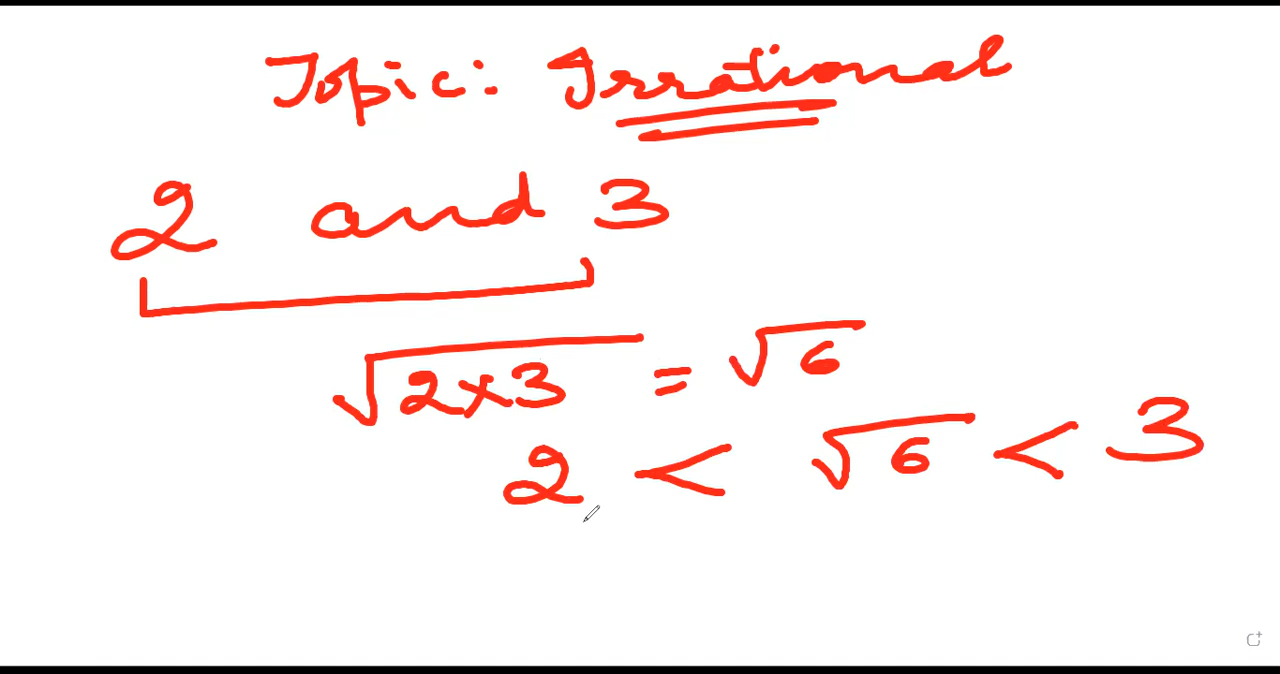 Topic: Irrational
2 and 3
√2×3 = √6
2 < √6 < 3